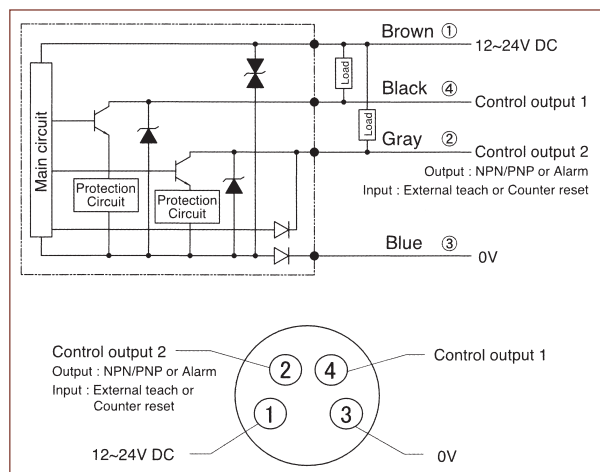 Brown ①
12~24V DC
Load
Black ④
Control output 1
Load
Gray ②
Control output 2
Output : NPN/PNP or Alarm
Input : External teach or Counter reset
Main circuit
Protection
Circuit
Protection
Circuit
Blue ③
0V
Control output 2
Output : NPN/PNP or Alarm
Input : External teach or
Counter reset
2
4
Control output 1
1
3
12~24V DC
0V